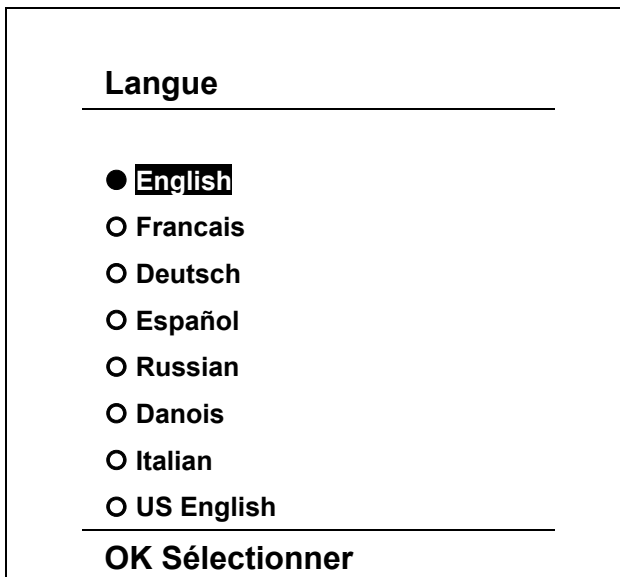 Langue
English
Francais
Deutsch
Español
Russian
Danois
Italian
US English
OK Sélectionner